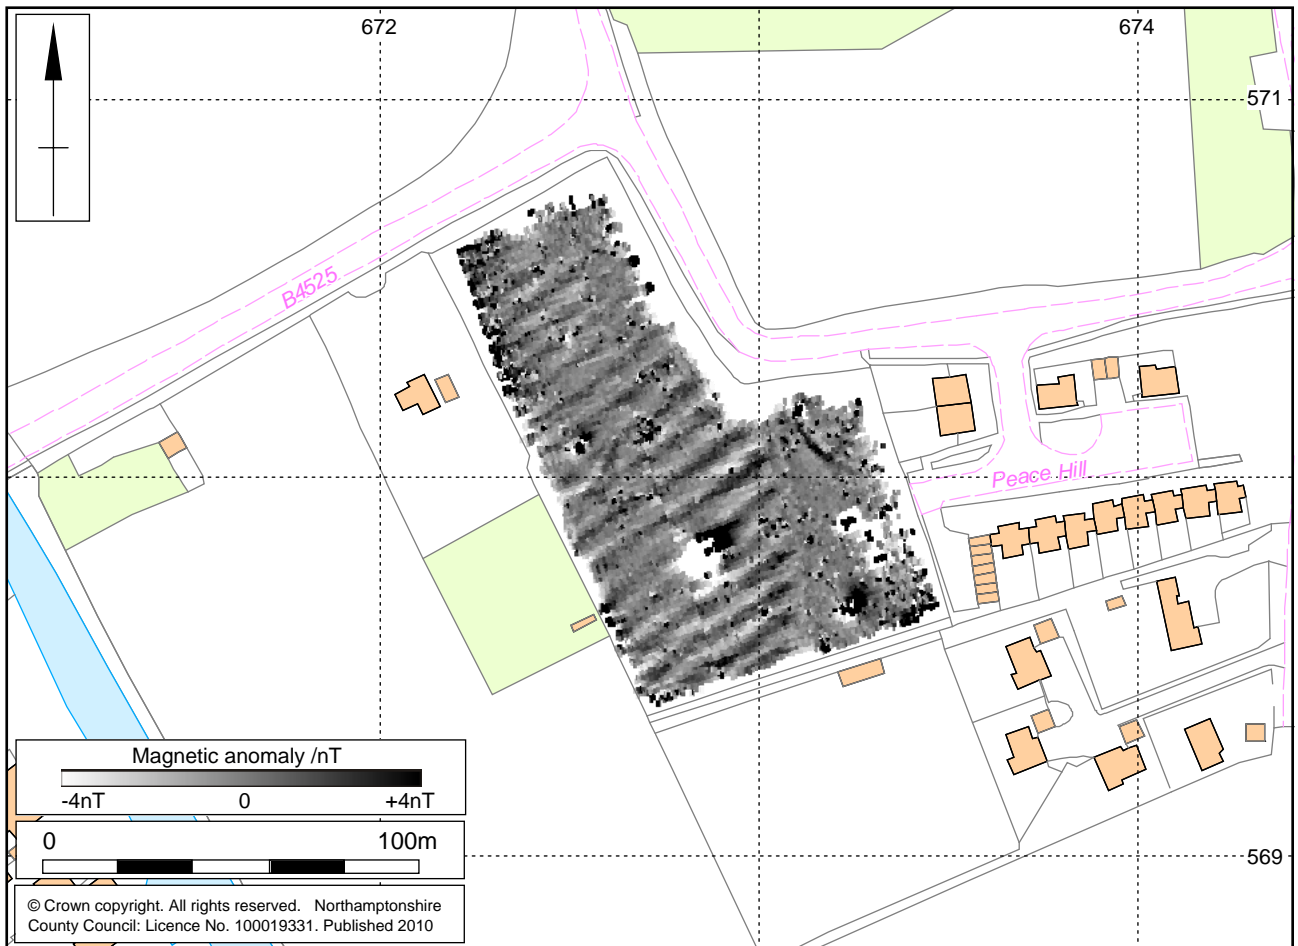 672
674
571
B4525
Peace Hill
Magnetic anomaly /nT
-4nT 0 +4nT
0 100m
569
© Crown copyright. All rights reserved. Northamptonshire
County Council: Licence No. 100019331. Published 2010